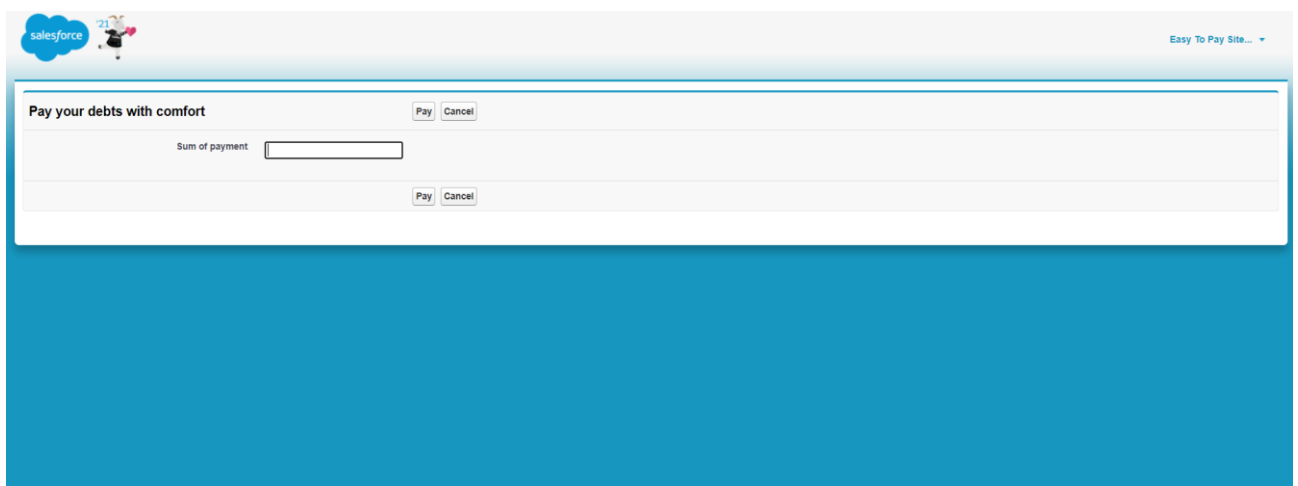 salesforce
'21
Easy To Pay Site...
Pay your debts with comfort
Pay Cancel
Sum of payment
Pay Cancel